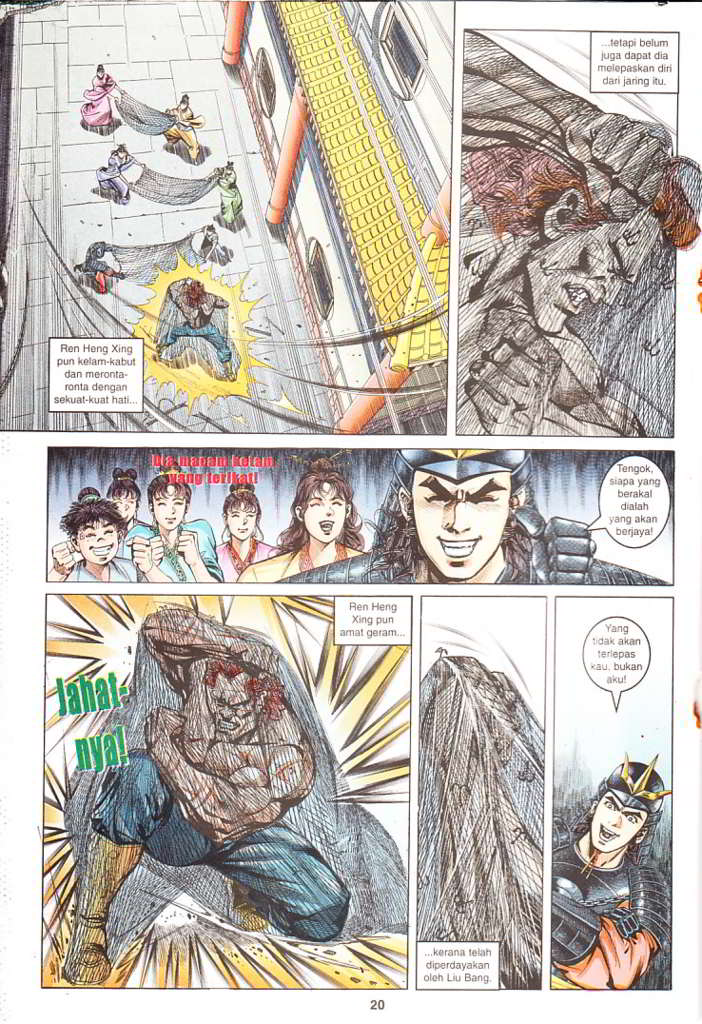 Ren Heng Xing
pun kelam-kabut
dan meronta-
ronta dengan
sekuat-kuat hati...
...tetapi belum
juga dapat dia
melepaskan diri
dari jaring itu.
Dia macam ketam
yang terikat!
Tengok,
siapa yang
berakal
dialah
yang akan
berjaya!
Ren Heng
Xing pun
amat geram...
Jahat-
nya!
...kerana telah
diperdayakan
oleh Liu Bang.
Yang
tidak akan
terlepas
kau, bukan
aku!
20